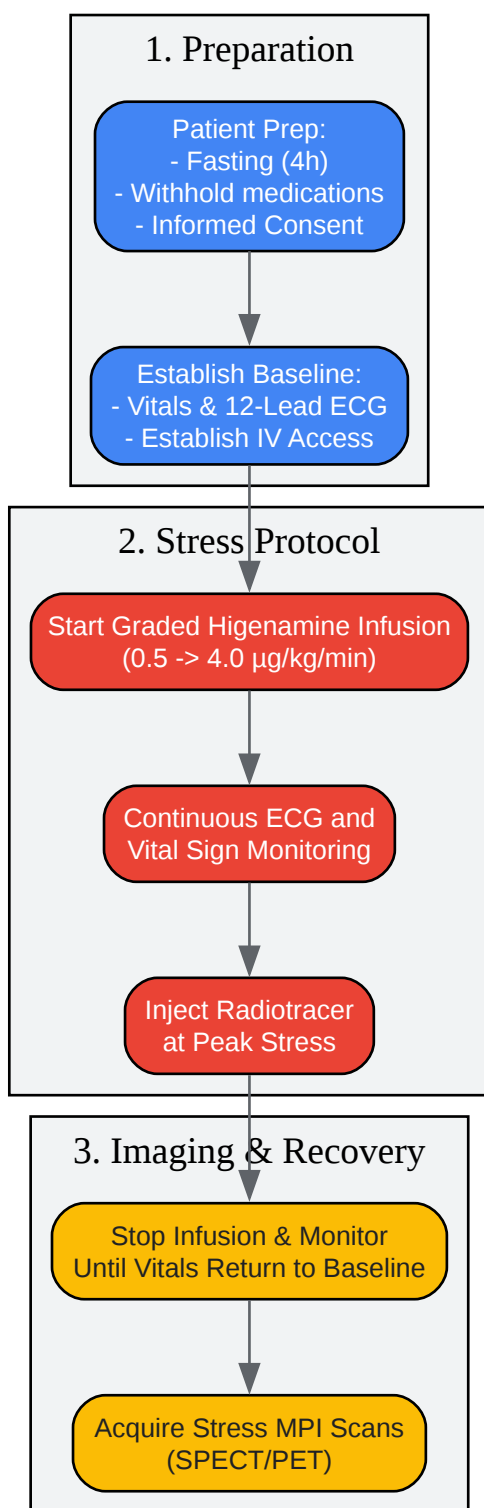 1. Preparation
Patient Prep:
- Fasting (4h)
- Withhold medications
- Informed Consent
Establish Baseline:
- Vitals & 12-Lead ECG
- Establish IV Access
2. Stress Protocol
Start Graded Higenamine Infusion
(0.5 -> 4.0 µg/kg/min)
Continuous ECG and
Vital Sign Monitoring
Inject Radiotracer
at Peak Stress
3. Imaging & Recovery
Stop Infusion & Monitor
Until Vitals Return to Baseline
Acquire Stress MPI Scans
(SPECT/PET)